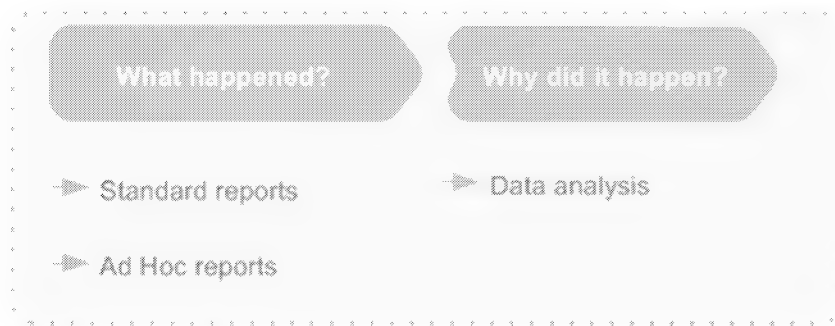 What happened?
Why did it happen?
Standard reports
Data analysis
Ad Hoc reports